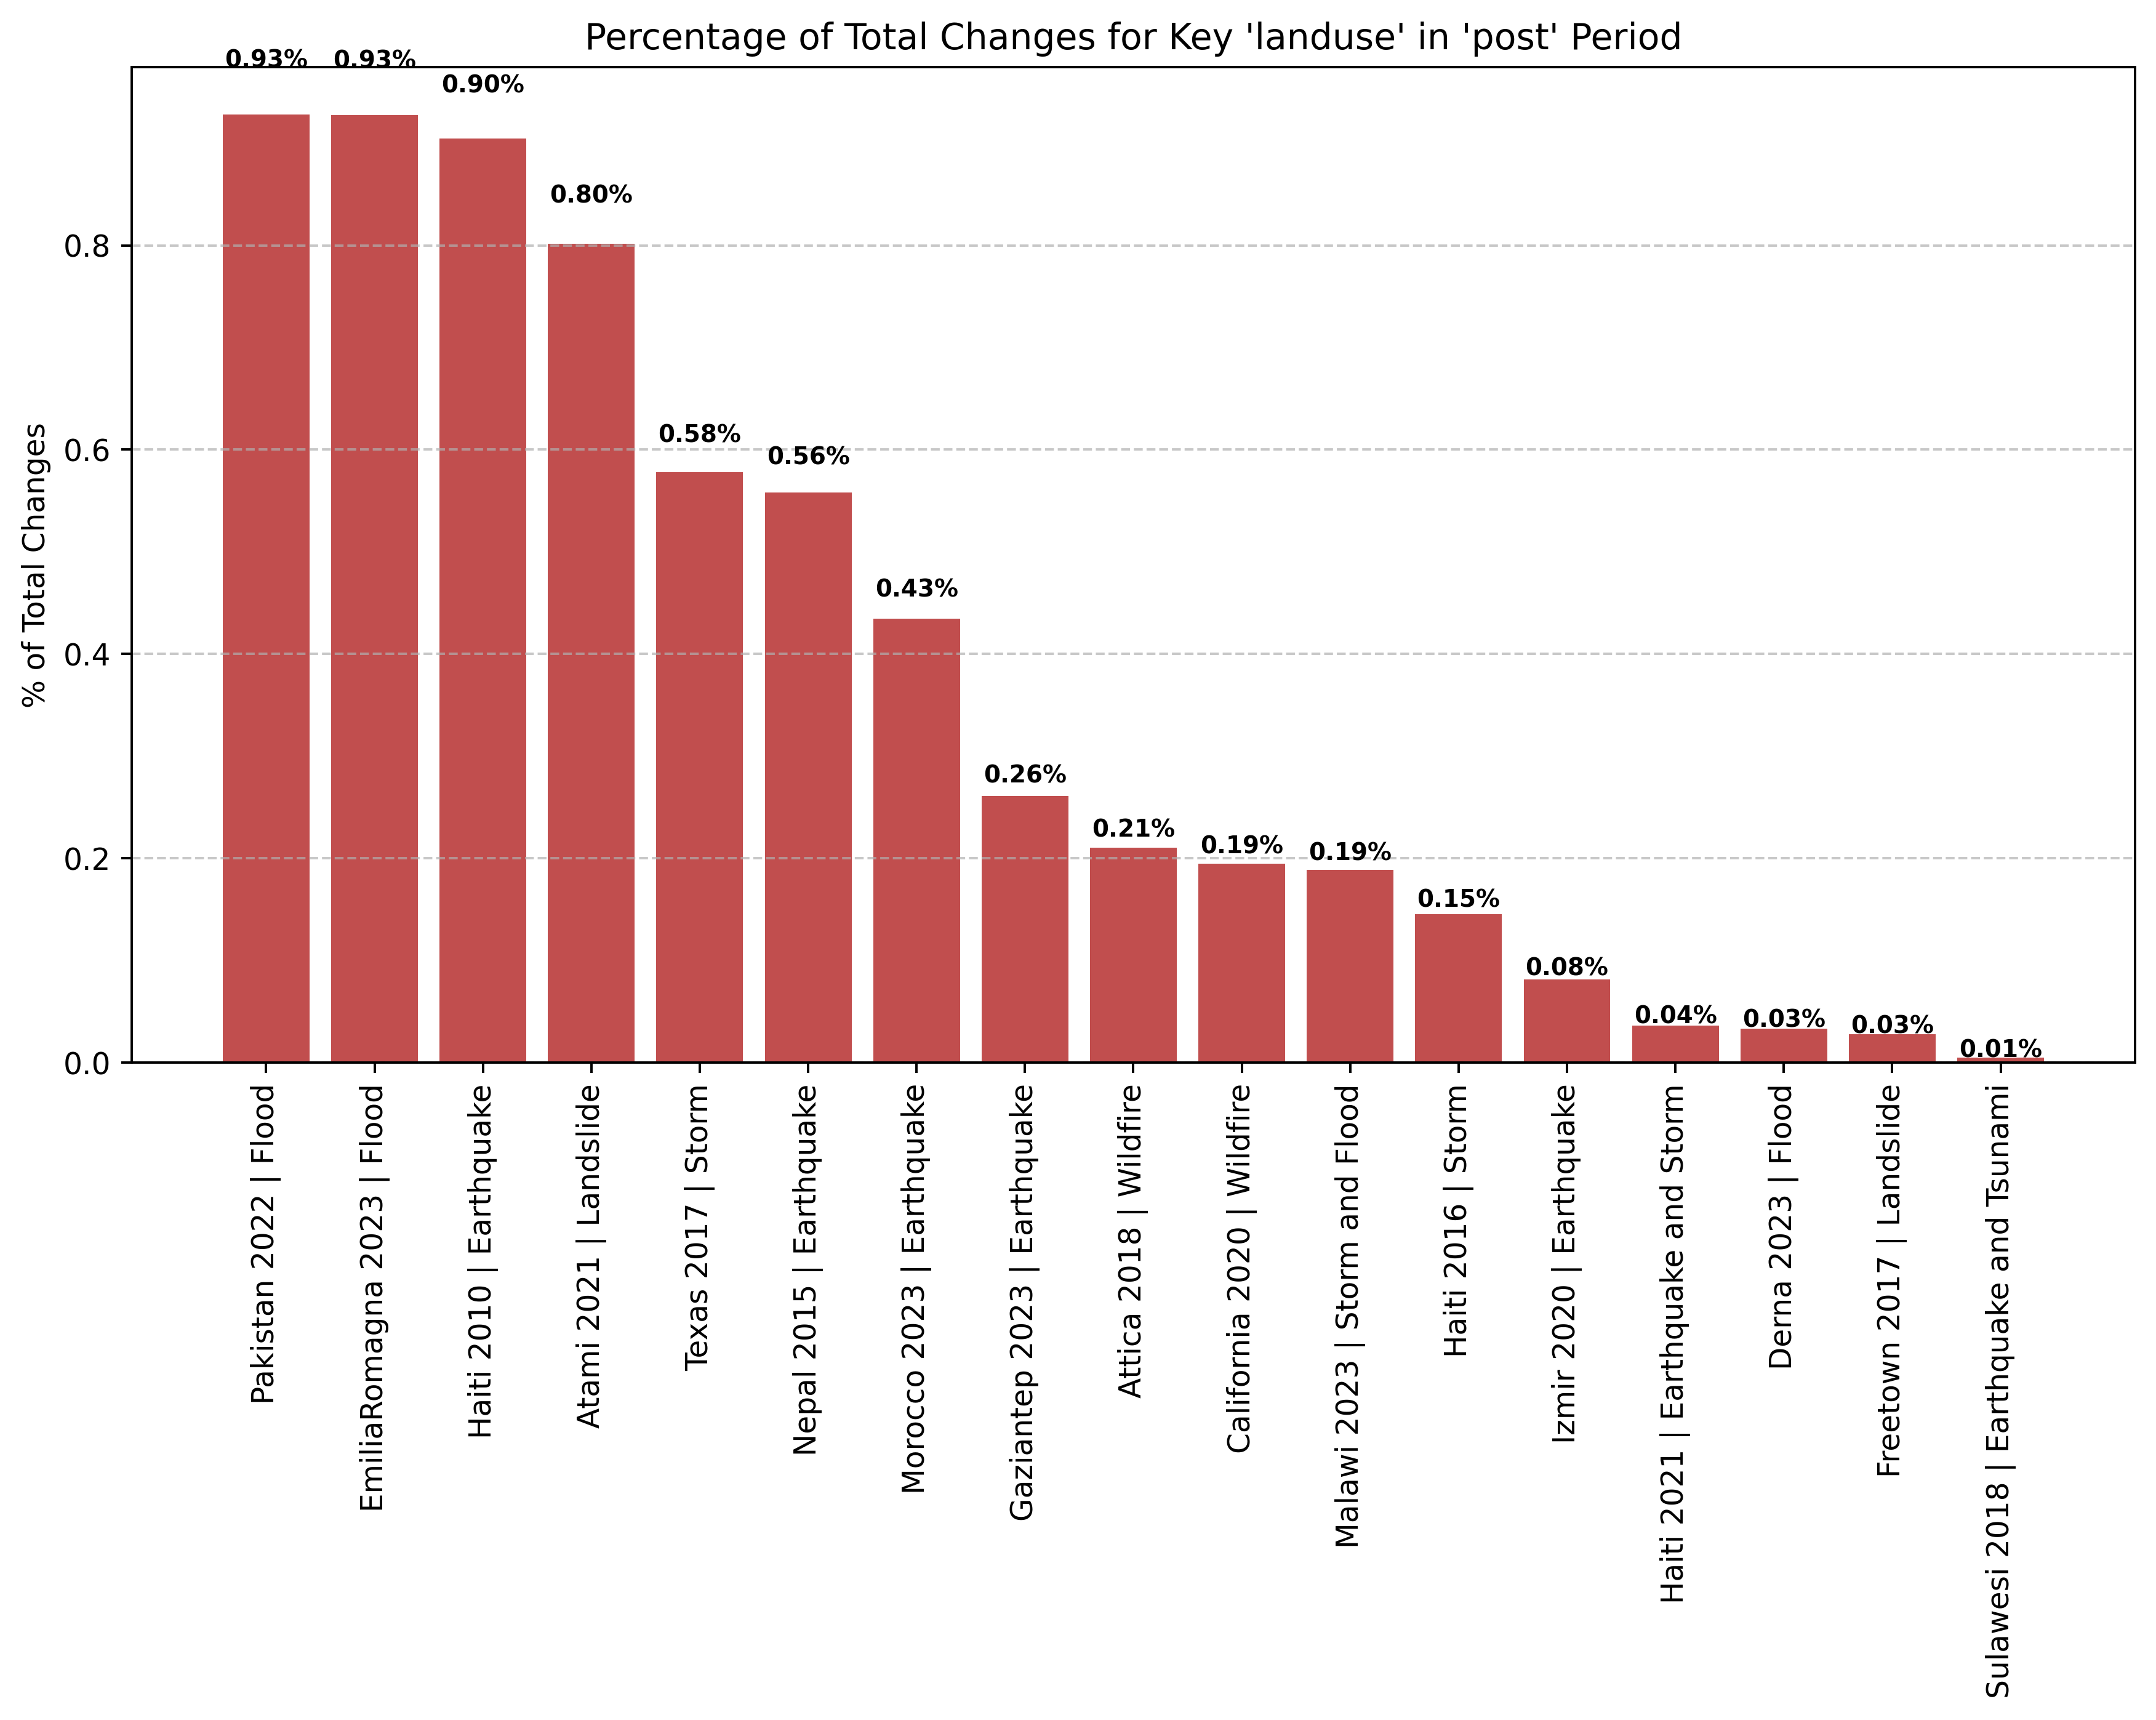 Percentage of Total Changes for Key 'landuse' in 'post' Period
% of Total Changes
0.8
0.6
0.4
0.2
0.0
0.93%
0.93%
0.90%
0.80%
0.58%
0.56%
0.43%
0.26%
0.21%
0.19%
0.19%
0.15%
0.08%
0.04%
0.03%
0.03%
0.01%
Pakistan 2022 | Flood
EmiliaRomagna 2023 | Flood
Haiti 2010 | Earthquake
Atami 2021 | Landslide
Texas 2017 | Storm
Nepal 2015 | Earthquake
Morocco 2023 | Earthquake
Gaziantep 2023 | Earthquake
Attica 2018 | Wildfire
California 2020 | Wildfire
Malawi 2023 | Storm and Flood
Haiti 2016 | Storm
Izmir 2020 | Earthquake
Haiti 2021 | Earthquake and Storm
Derna 2023 | Flood
Freetown 2017 | Landslide
Sulawesi 2018 | Earthquake and Tsunami